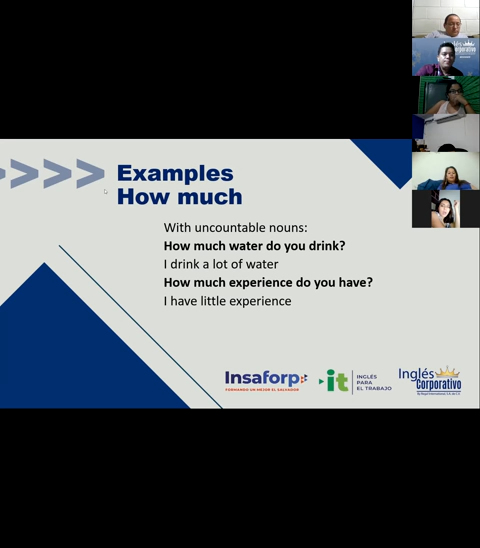 Examples
How much
With uncountable nouns:
How much water do you drink?
I drink a lot of water
How much experience do you have?
I have little experience
Insaforp
FORMANDO UN MEJOR EL SALVADOR
it
INGLÉS
PARA
EL TRABAJO
Inglés
Corporativo